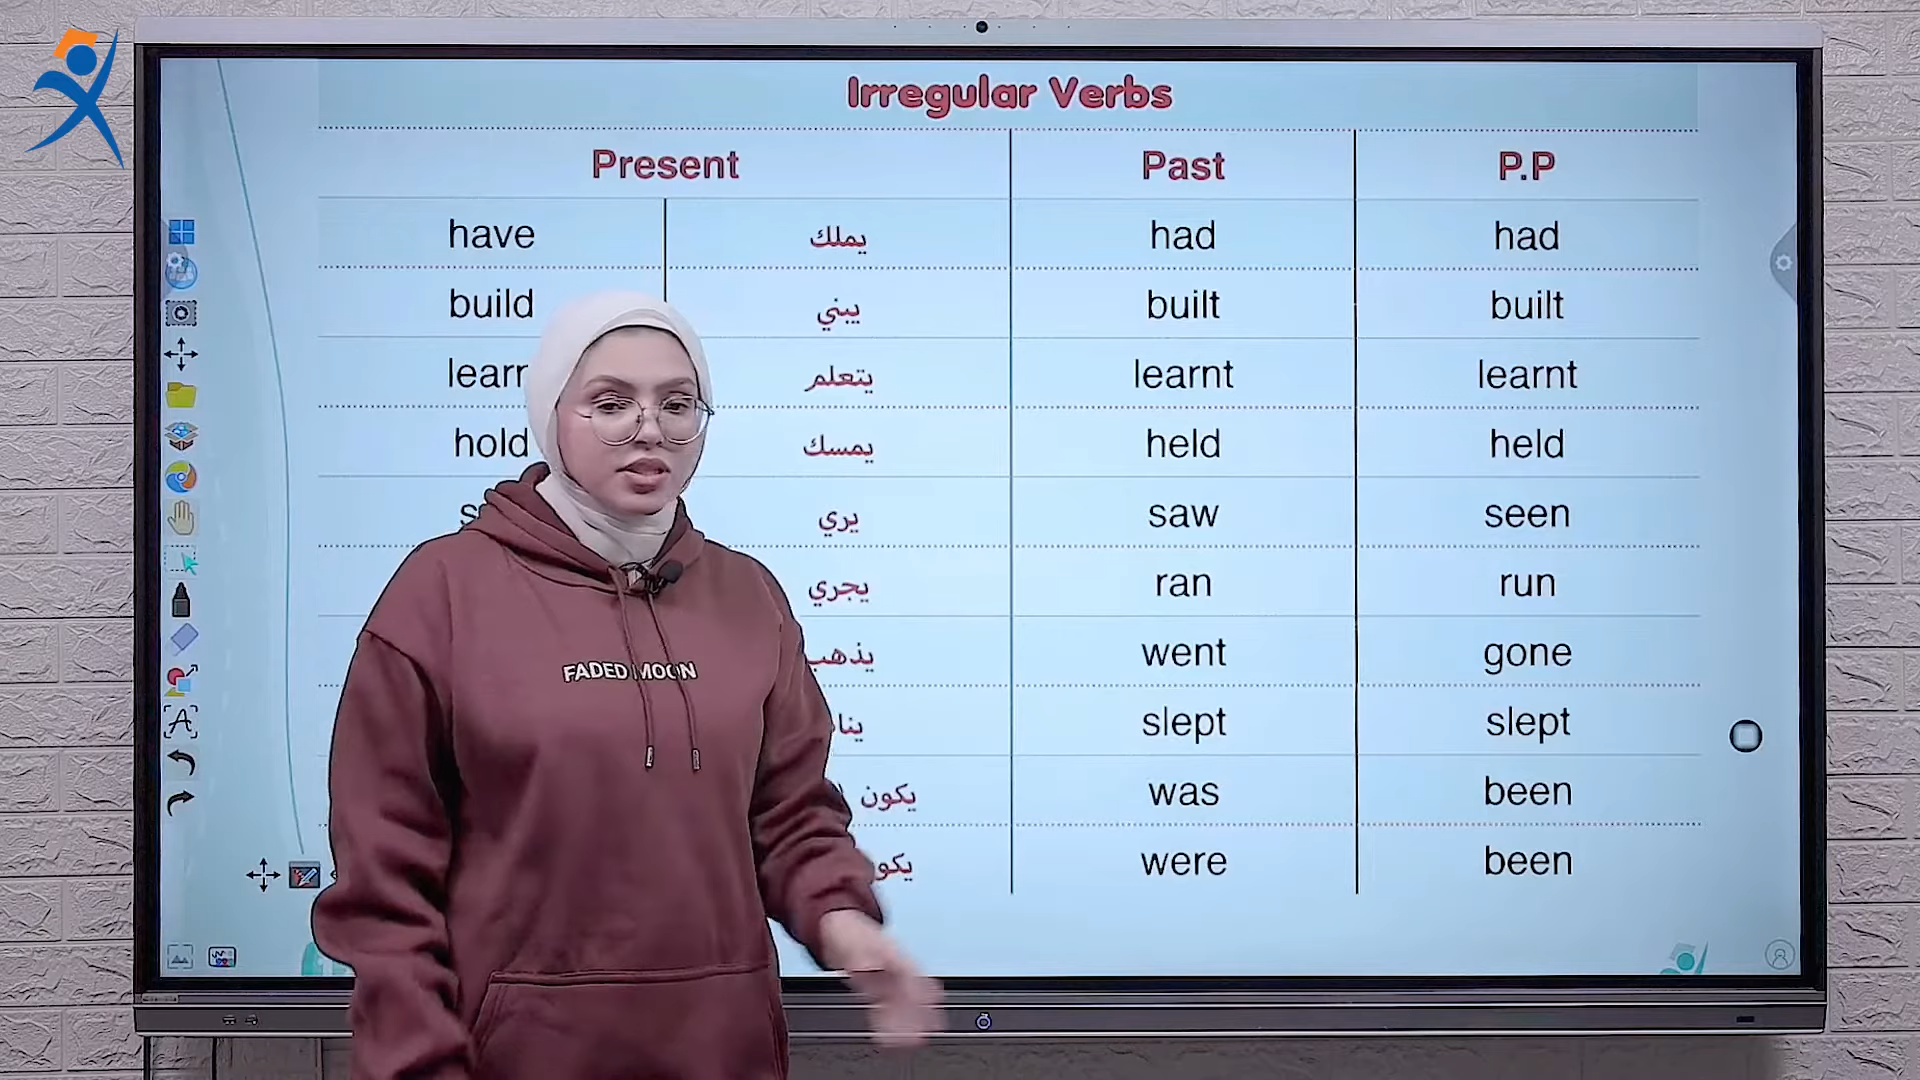 Irregular Verbs
Present Past P.P
have يملك had had
build يبني built built
learn يتعلم learnt learnt
hold يمسك held held
يري saw seen
يجري ran run
يذهب went gone
slept slept
يكون was been
were been
FADED MOON